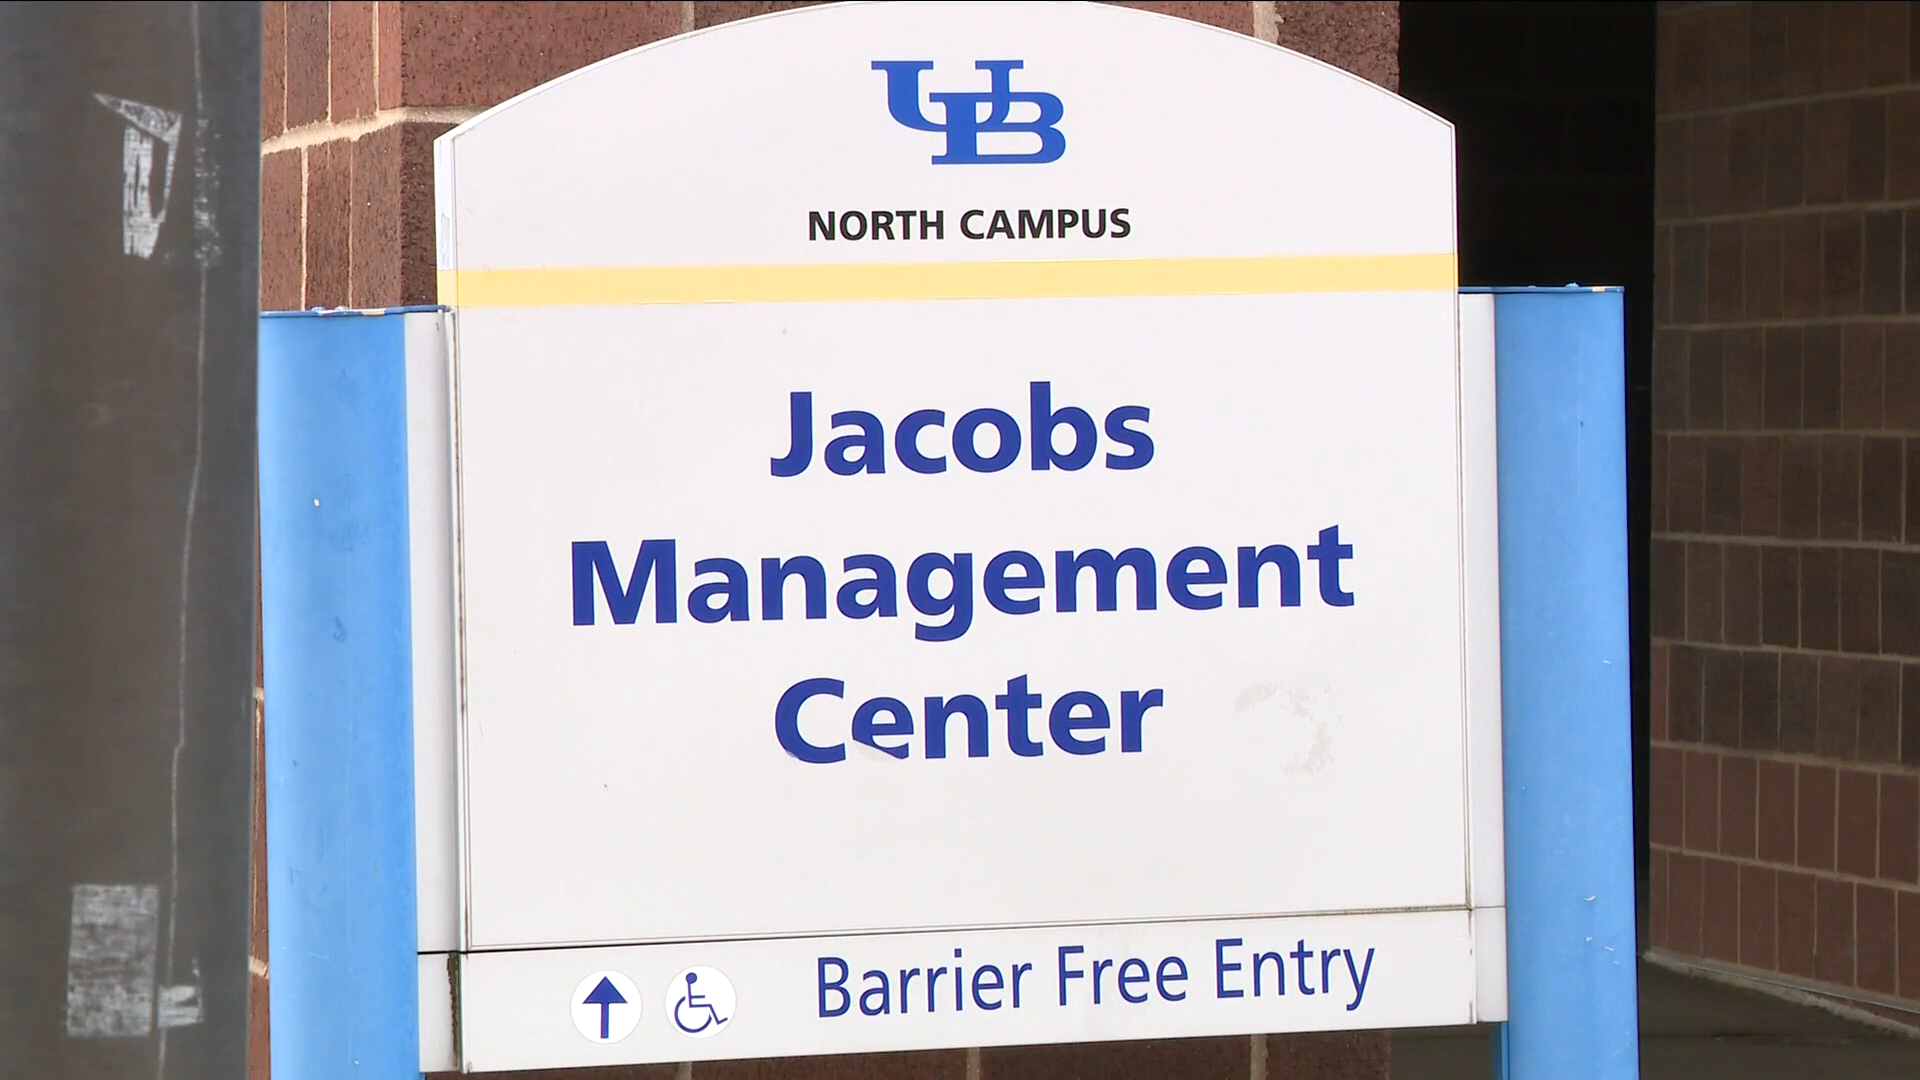 UB
NORTH CAMPUS
Jacobs
Management
Center
Barrier Free Entry